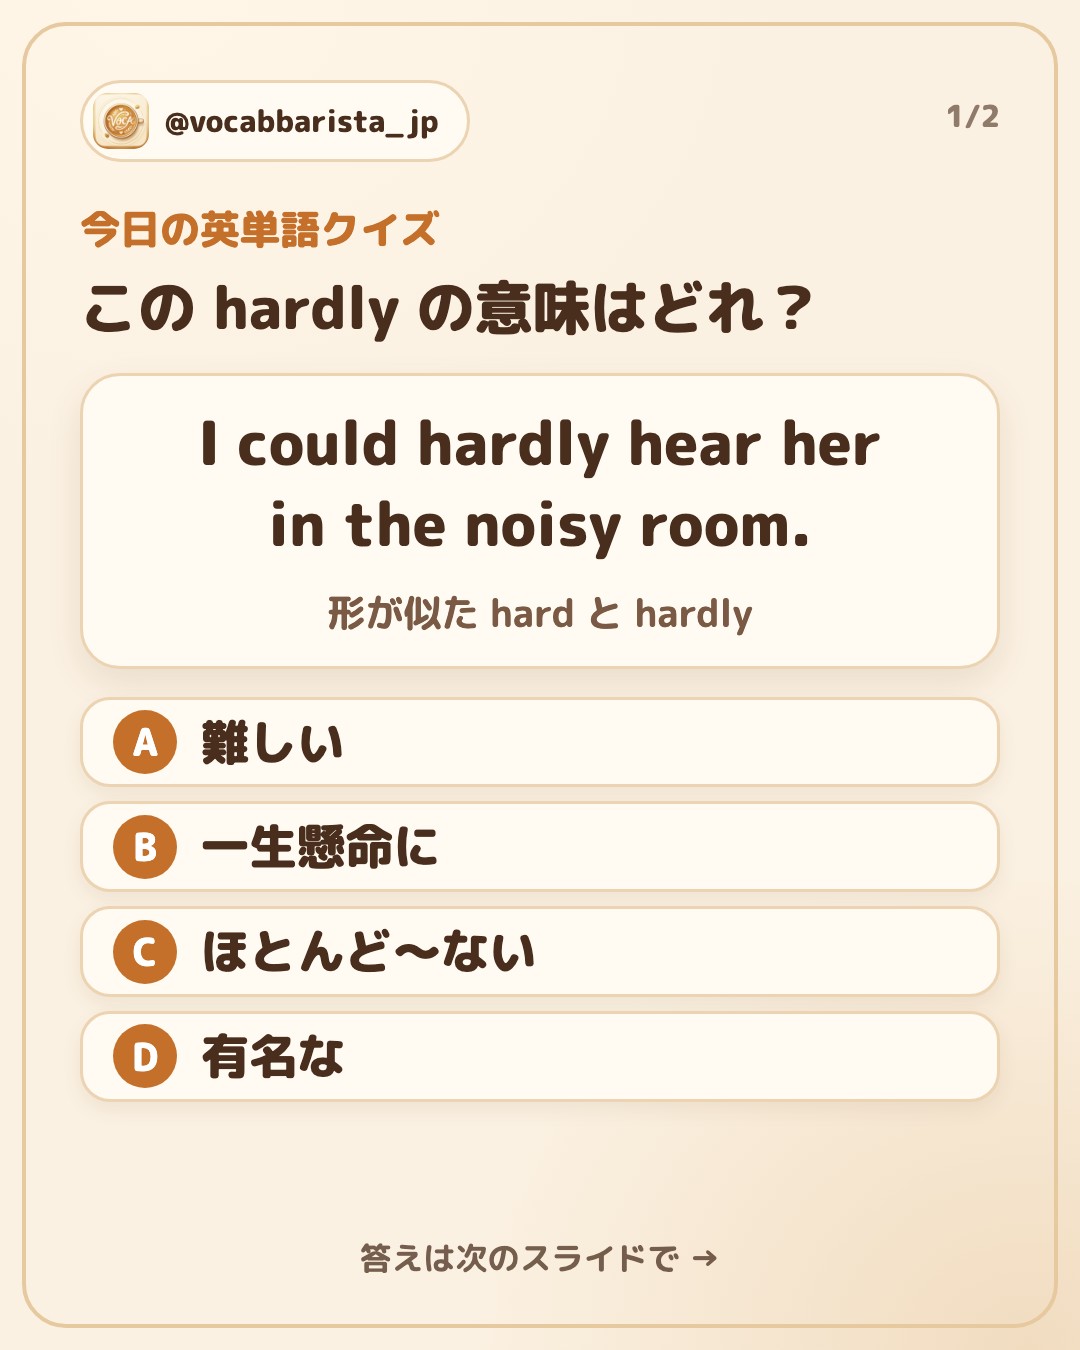 @vocabbarista_jp
1/2
今日の英単語クイズ
この hardly の意味はどれ？
I could hardly hear her
in the noisy room.
形が似た hard と hardly
A 難しい
B 一生懸命に
C ほとんど〜ない
D 有名な
答えは次のスライドで →